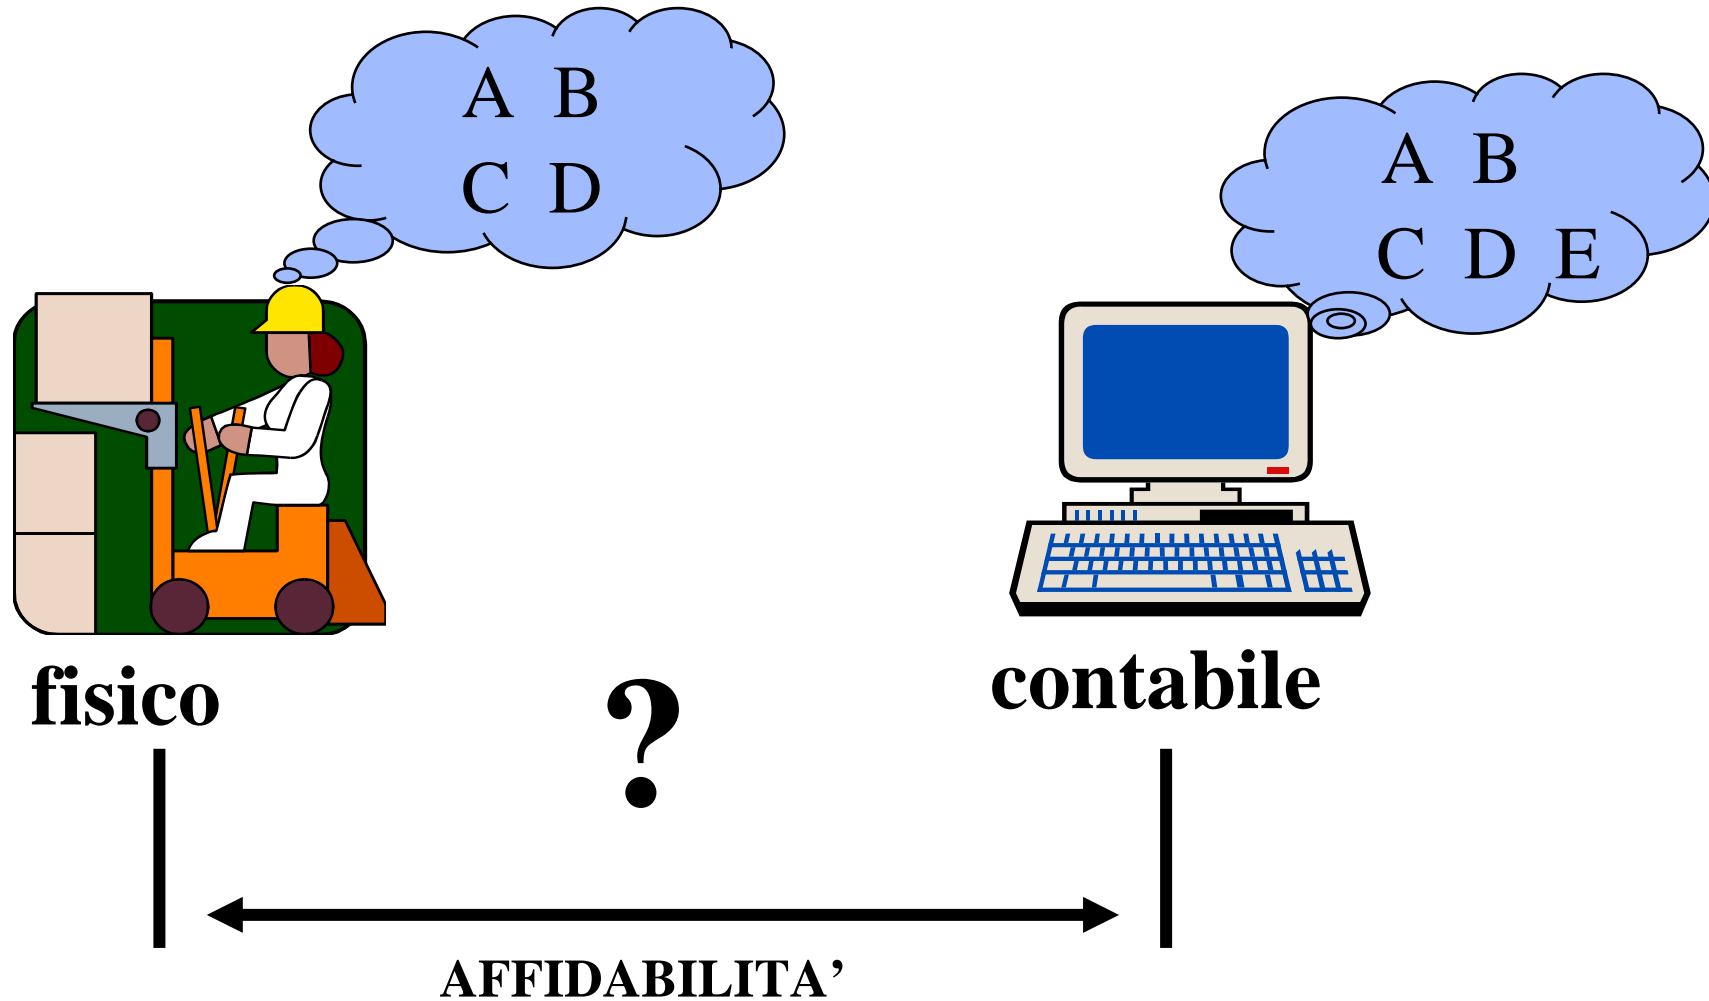 A B
C D
A B
C D E
fisico
?
contabile
AFFIDABILITA’